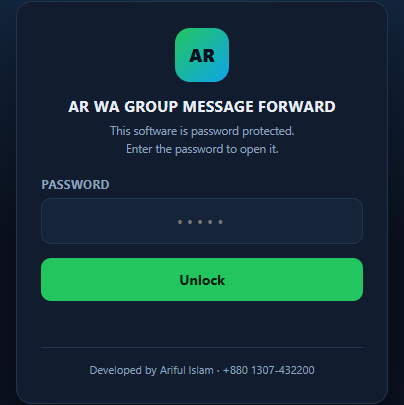 AR
AR WA GROUP MESSAGE FORWARD
This software is password protected.
Enter the password to open it.
PASSWORD
•••••
Unlock
Developed by Ariful Islam · +880 1307-432200